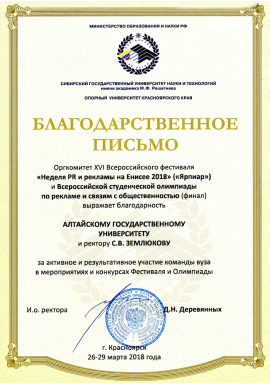 МИНИСТЕРСТВО ОБРАЗОВАНИЯ И НАУКИ РФ
СИБИРСКИЙ ГОСУДАРСТВЕННЫЙ УНИВЕРСИТЕТ НАУКИ И ТЕХНОЛОГИЙ
имени академика М.Ф. Решетнева
ОПОРНЫЙ УНИВЕРСИТЕТ КРАСНОЯРСКОГО КРАЯ
БЛАГОДАРСТВЕННОЕ
ПИСЬМО
Оргкомитет XVI Всероссийского фестиваля
«Неделя PR и рекламы на Енисее 2018» («Ярпиар»)
и Всероссийской студенческой олимпиады
по рекламе и связям с общественностью (финал)
выражает благодарность
АЛТАЙСКОМУ ГОСУДАРСТВЕННОМУ
УНИВЕРСИТЕТУ
и ректору С.В. ЗЕМЛЮКОВУ
за активное и результативное участие команды вуза
в мероприятиях и конкурсах Фестиваля и Олимпиады
И.о. ректора Д.Н. Деревянных
г. Красноярск
26-29 марта 2018 года